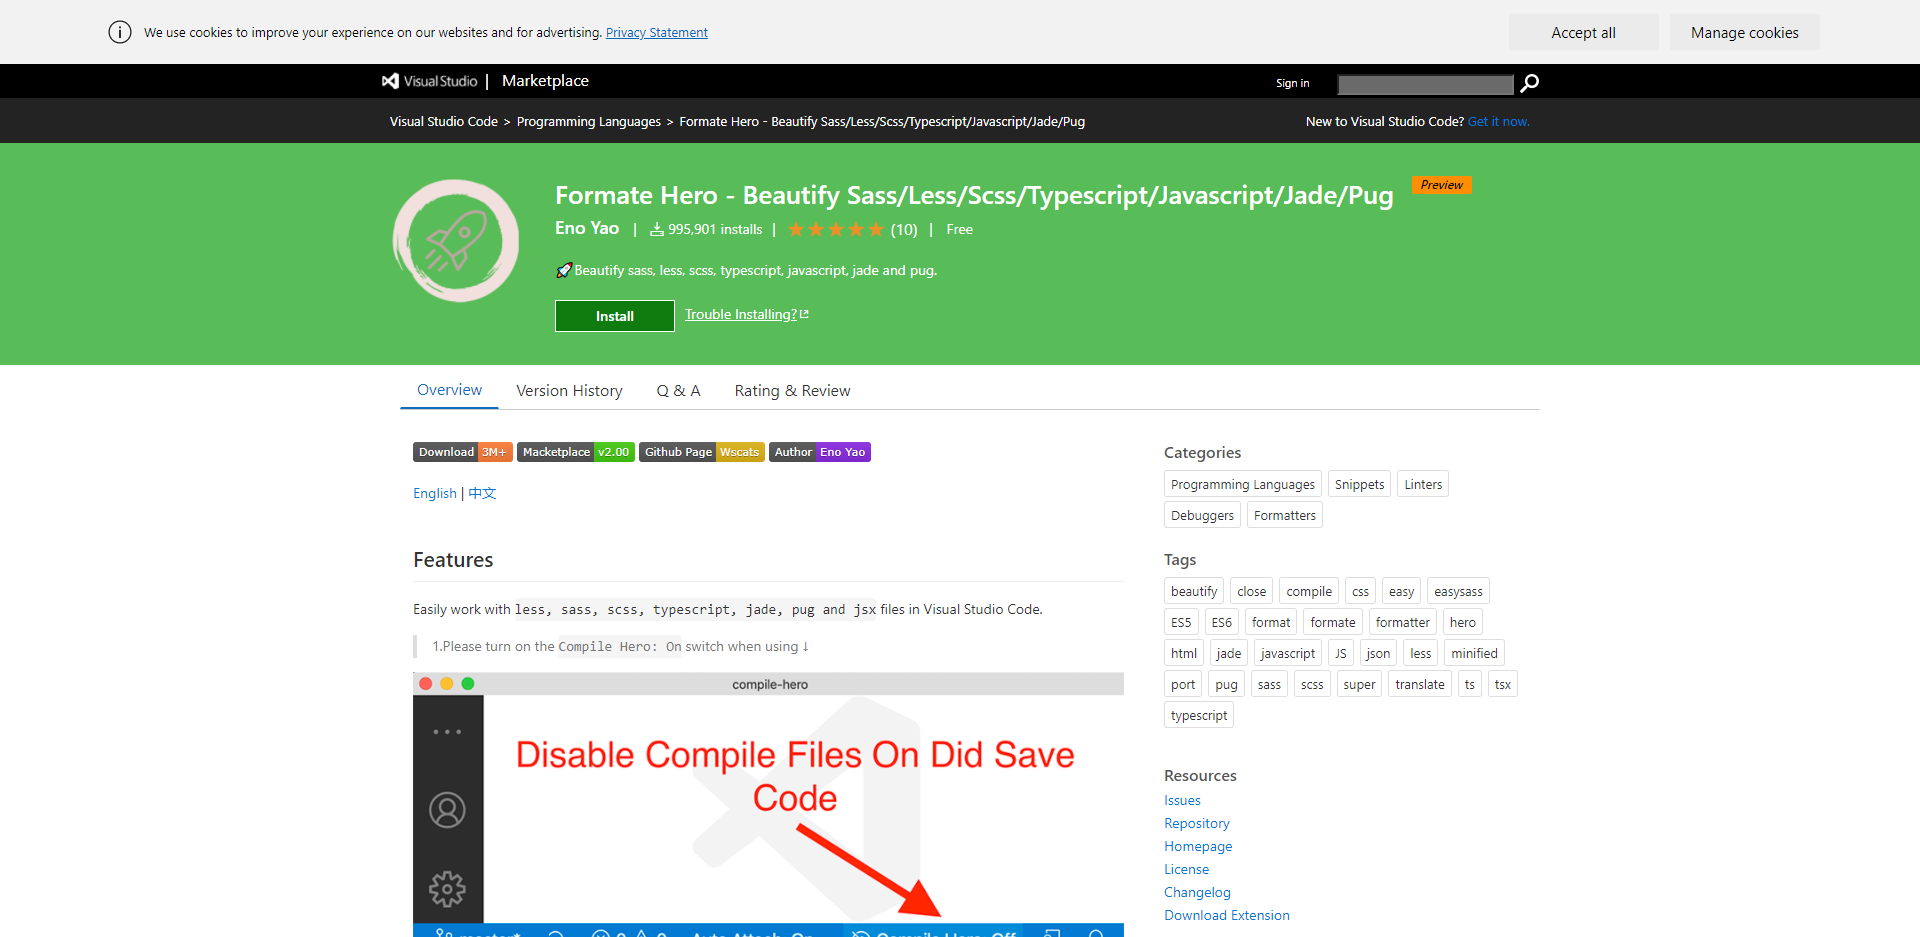 We use cookies to improve your experience on our websites and for advertising. Privacy Statement
Accept all
Manage cookies
Visual Studio | Marketplace
Sign in
Visual Studio Code > Programming Languages > Formate Hero - Beautify Sass/Less/Scss/Typescript/Javascript/Jade/Pug
New to Visual Studio Code? Get it now.
Formate Hero - Beautify Sass/Less/Scss/Typescript/Javascript/Jade/Pug
Preview
Eno Yao | 995,901 installs | (10) | Free
Beautify sass, less, scss, typescript, javascript, jade and pug.
Install
Trouble Installing?
Overview
Version History
Q & A
Rating & Review
Download 3M+ Macketplace v2.00 Github Page Wscats Author Eno Yao
English | 中文
Features
Easily work with less, sass, scss, typescript, jade, pug and jsx files in Visual Studio Code.
1.Please turn on the Compile Hero: On switch when using ↓
compile-hero
Disable Compile Files On Did Save
Code
master*
Auto Attach: On
Compile Hero: Off
Categories
Programming Languages Snippets Linters
Debuggers Formatters
Tags
beautify close compile css easy easysass
ES5 ES6 format formate formatter hero
html jade javascript JS json less minified
port pug sass scss super translate ts tsx
typescript
Resources
Issues
Repository
Homepage
License
Changelog
Download Extension